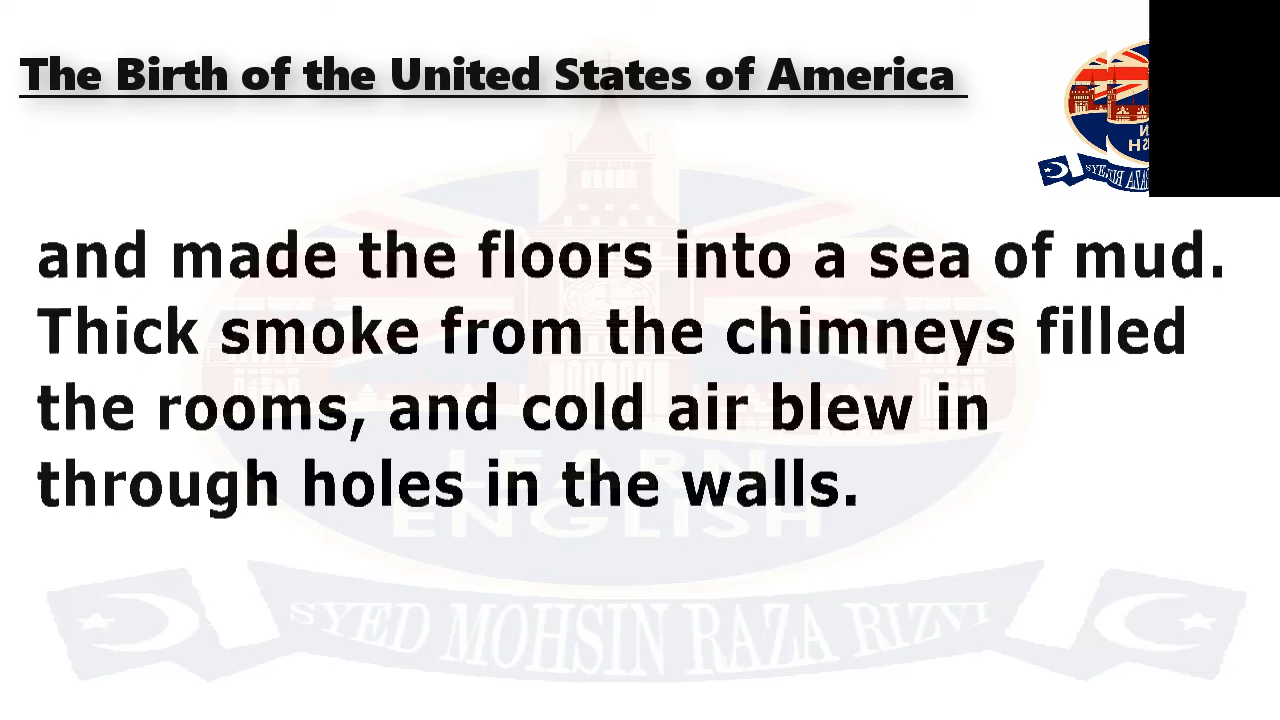 The Birth of the United States of America
and made the floors into a sea of mud.
Thick smoke from the chimneys filled
the rooms, and cold air blew in
through holes in the walls.
LEARN
ENGLISH
SYED MOHSIN RAZA RIZVI